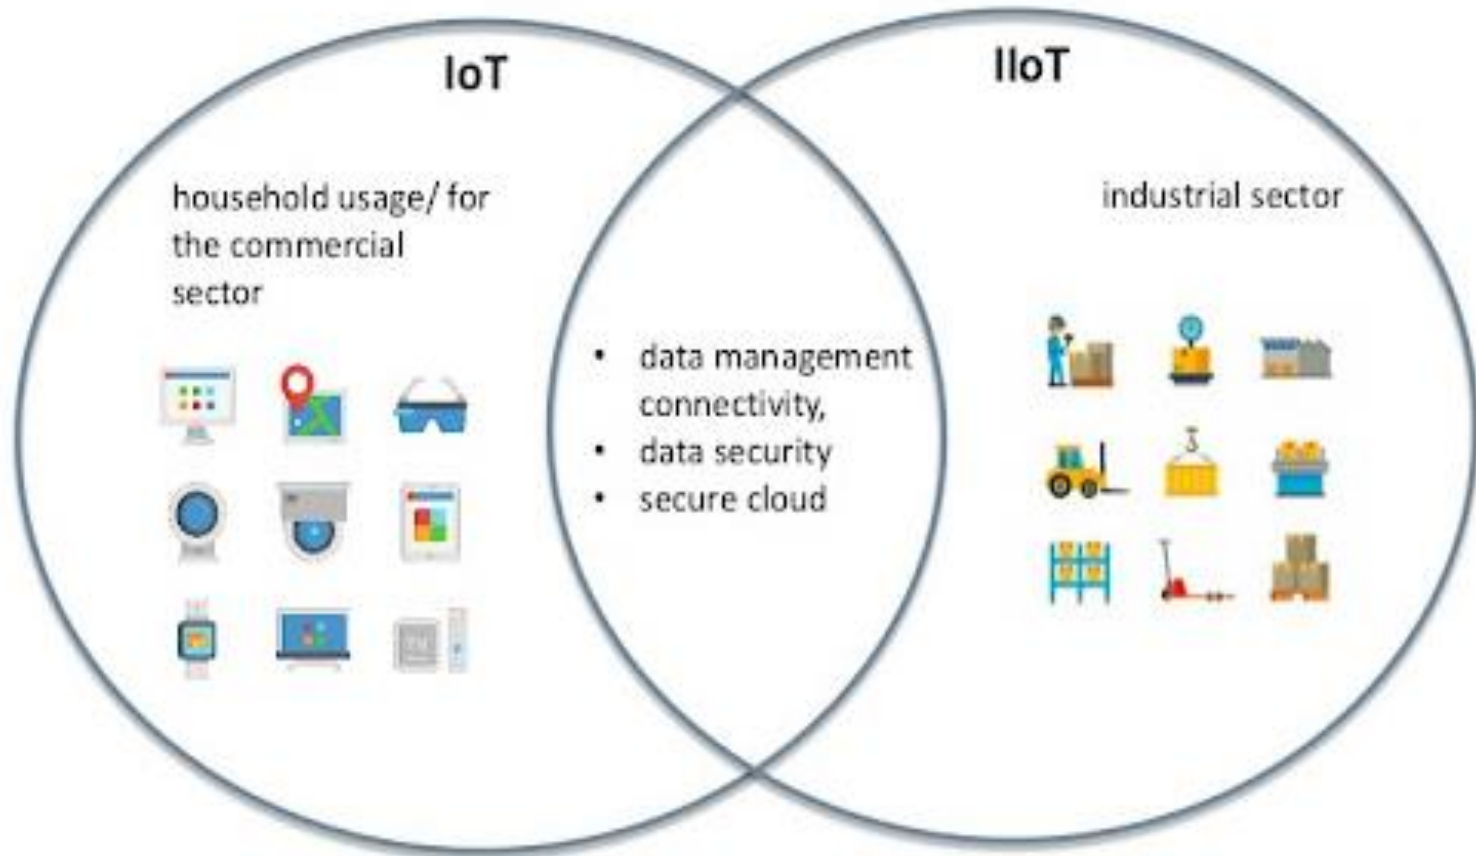 IoT
IIoT
household usage/ for
the commercial
sector
• data management
connectivity,
• data security
• secure cloud
industrial sector